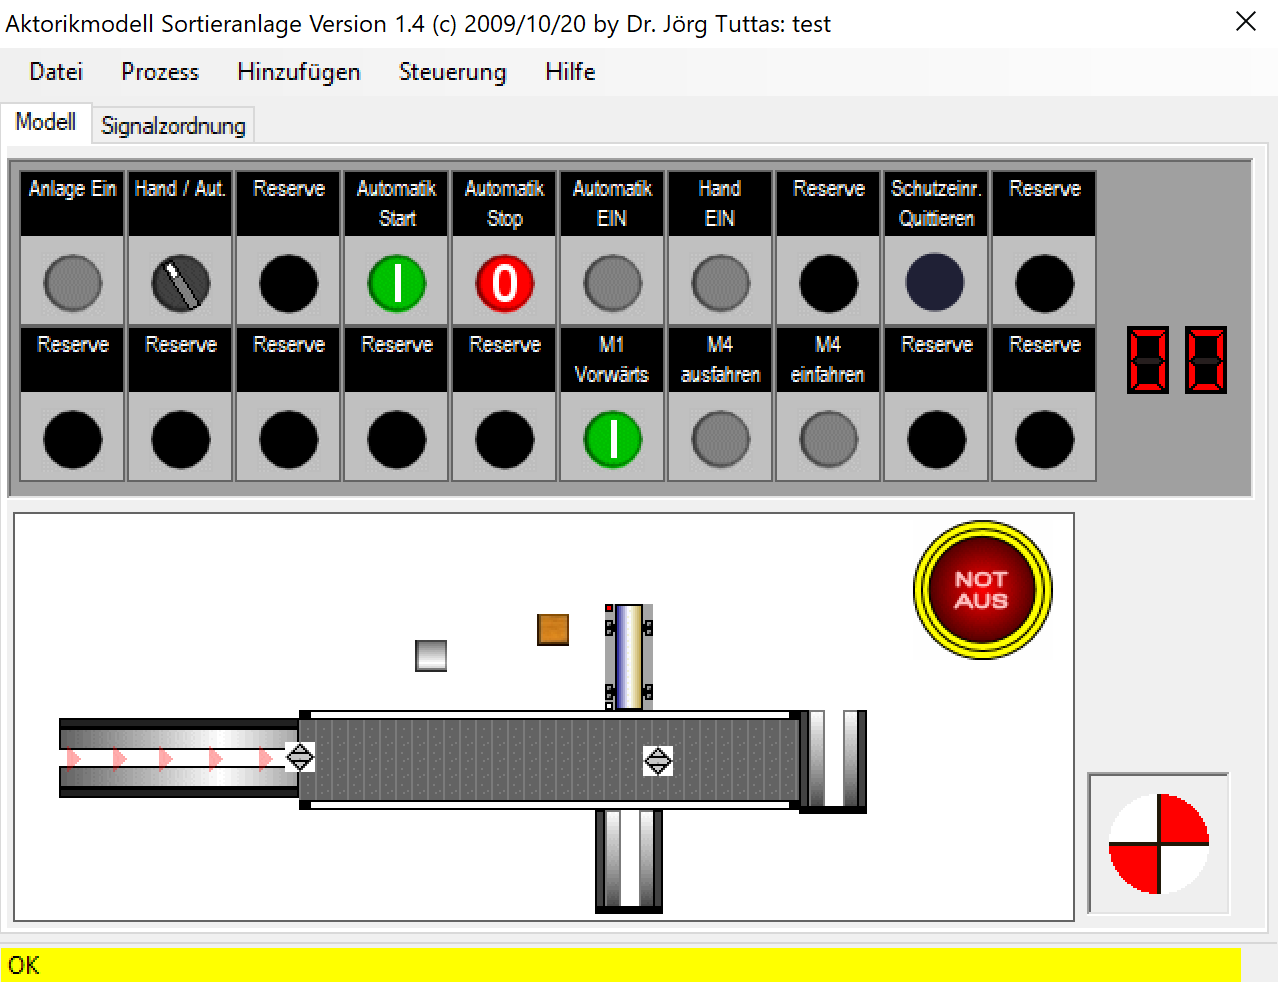 Aktorikmodell Sortieranlage Version 1.4 (c) 2009/10/20 by Dr. Jörg Tuttas: test
Datei Prozess Hinzufügen Steuerung Hilfe
Modell Signalzordnung
Anlage Ein Hand / Aut. Reserve Automatik Automatik Automatik Hand Reserve Schutzeinr. Reserve
Start Stop EIN EIN Quittieren
0
Reserve Reserve Reserve Reserve Reserve M1 M4 M4 Reserve Reserve
Vorwärts ausfahren einfahren
00
NOT
AUS
OK